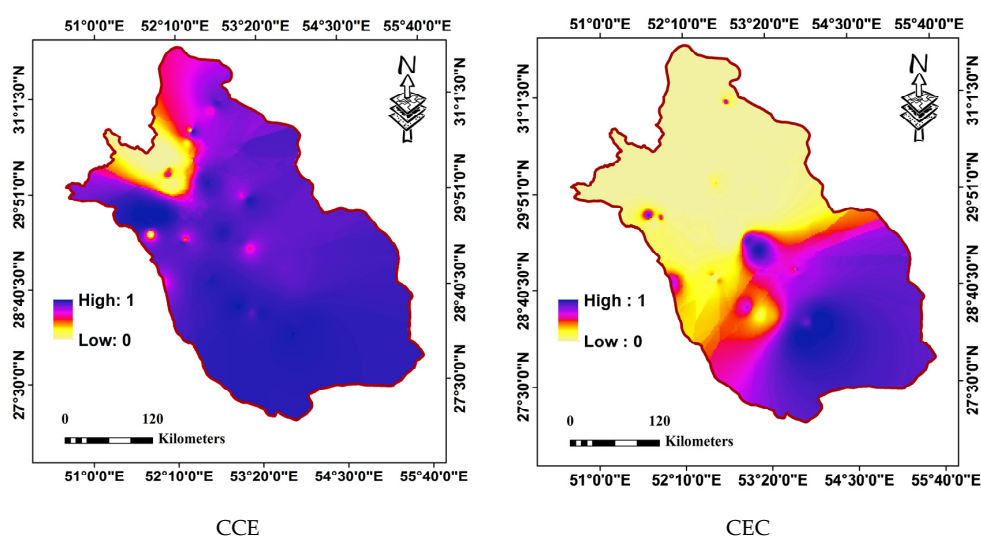 51°0'0"E 52°10'0"E 53°20'0"E 54°30'0"E 55°40'0"E
N
31°1'30"N
31°1'30"N
29°51'0"N
29°51'0"N
28°40'30"N
28°40'30"N
27°30'0"N
27°30'0"N
High: 1
Low: 0
0 120
Kilometers
51°0'0"E 52°10'0"E 53°20'0"E 54°30'0"E 55°40'0"E
CCE
51°0'0"E 52°10'0"E 53°20'0"E 54°30'0"E 55°40'0"E
N
31°1'30"N
31°1'30"N
29°51'0"N
29°51'0"N
28°40'30"N
28°40'30"N
27°30'0"N
27°30'0"N
High : 1
Low : 0
0 120
Kilometers
51°0'0"E 52°10'0"E 53°20'0"E 54°30'0"E 55°40'0"E
CEC